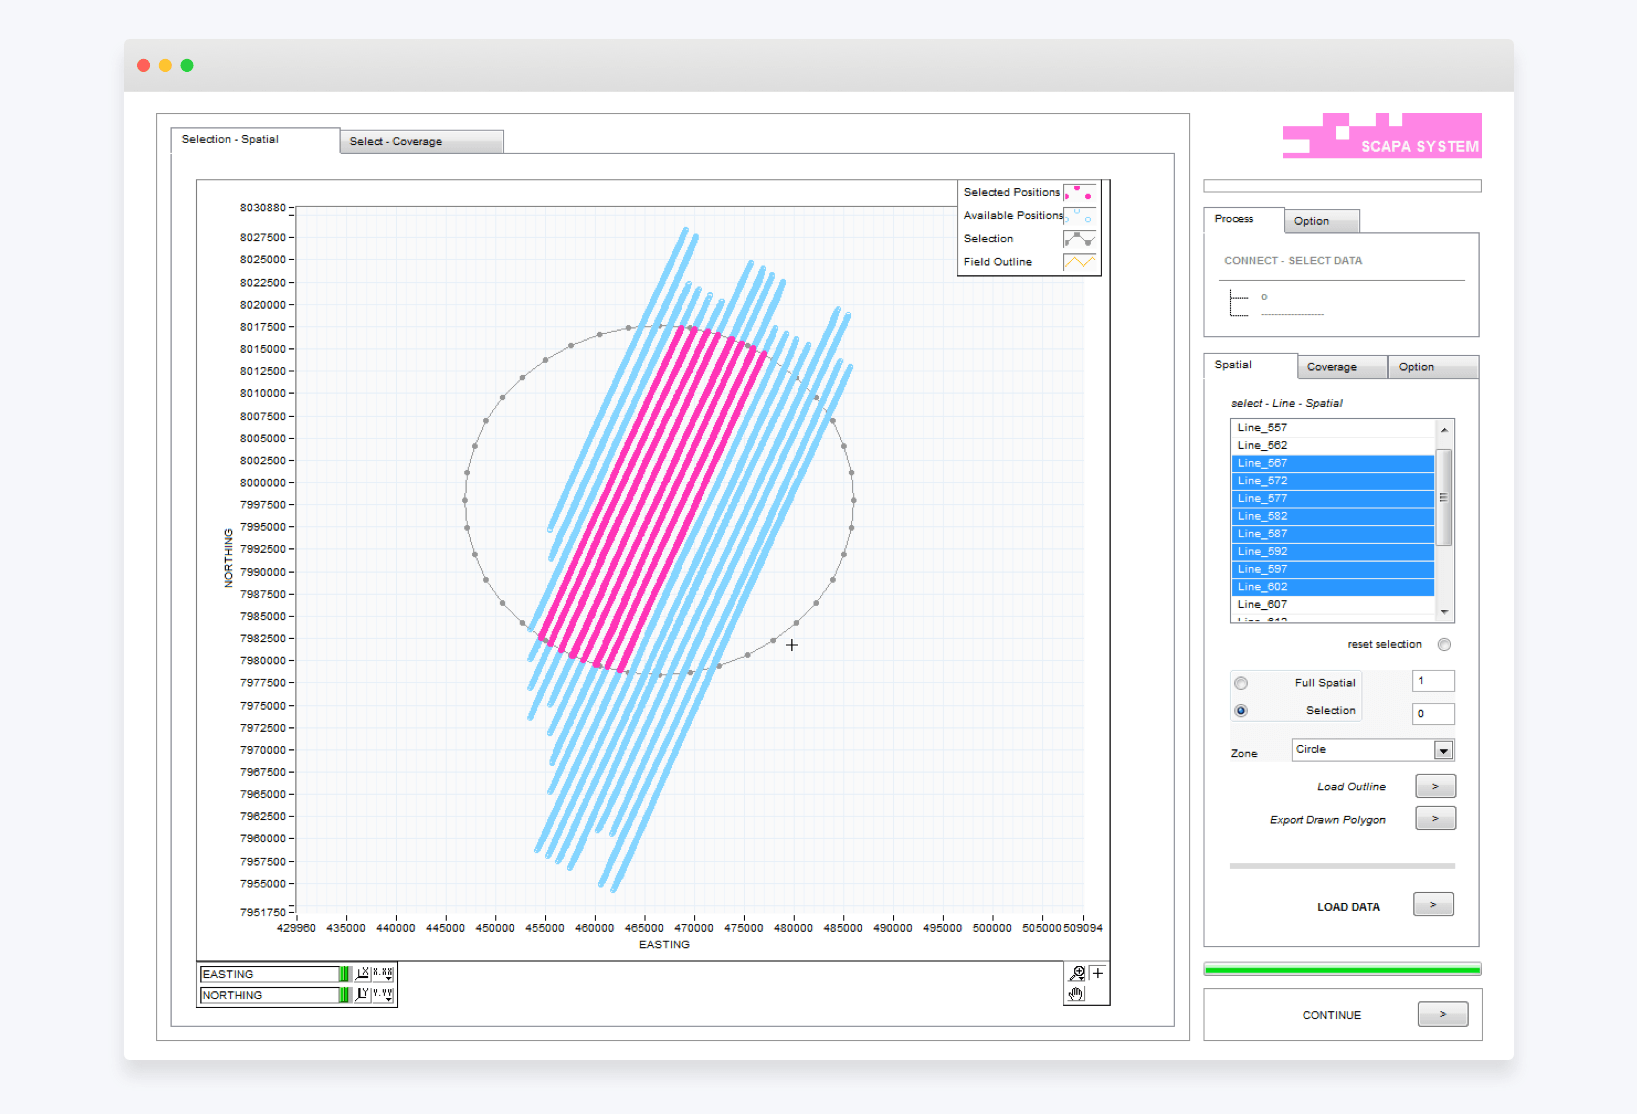 Selection - Spatial
Select - Coverage
Selected Positions
Available Positions
Selection
Field Outline
8030880
8027500
8025000
8022500
8020000
8017500
8015000
8012500
8010000
8007500
8005000
8002500
8000000
7997500
7995000
7992500
7990000
7987500
7985000
7982500
7980000
7977500
7975000
7972500
7970000
7967500
7965000
7962500
7960000
7957500
7955000
7951750
NORTHING
429960 435000 440000 445000 450000 455000 460000 465000 470000 475000 480000 485000 490000 495000 500000 505000 509094
EASTING
EASTING
X X.XX
NORTHING
Y Y.YY
SCAPA SYSTEM
Process
Option
CONNECT - SELECT DATA
o
--------------------
Spatial
Coverage
Option
select - Line - Spatial
Line_557
Line_562
Line_567
Line_572
Line_577
Line_582
Line_587
Line_592
Line_597
Line_602
Line_607
Line_612
reset selection
Full Spatial 1
Selection 0
Zone Circle
Load Outline >
Export Drawn Polygon >
LOAD DATA >
CONTINUE >